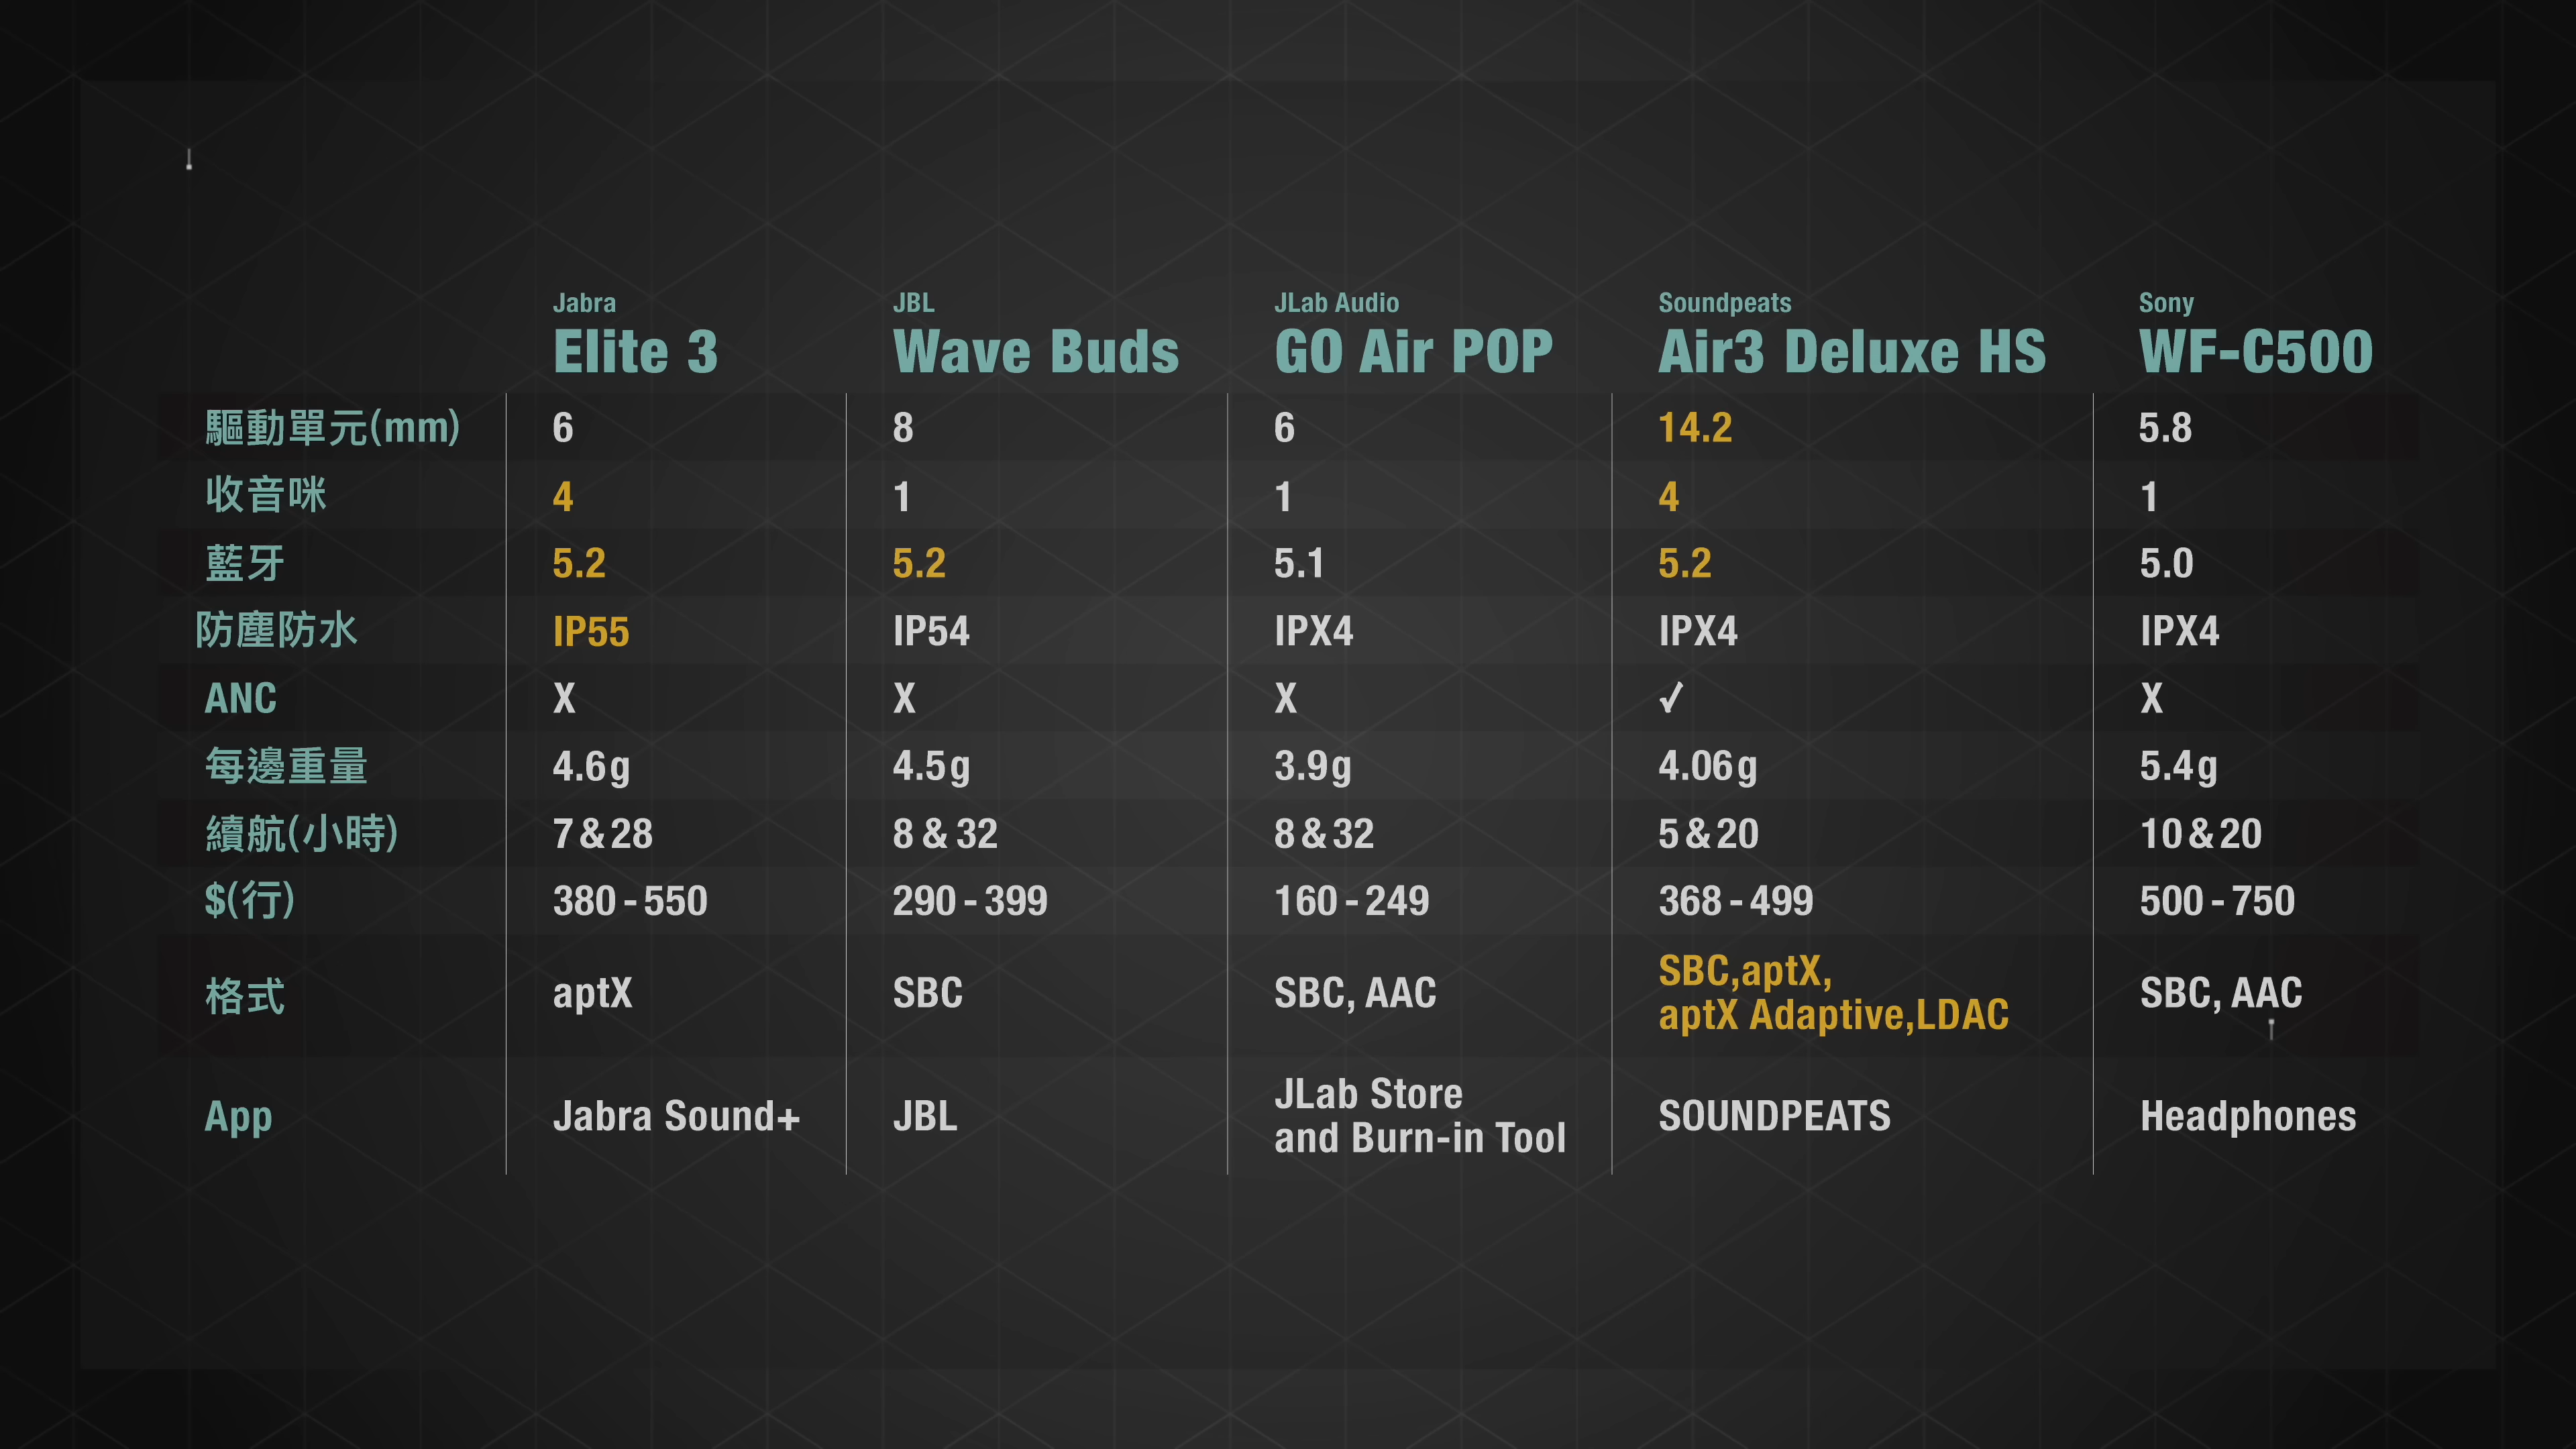 Jabra JBL JLab Audio Soundpeats Sony
Elite 3 Wave Buds GO Air POP Air3 Deluxe HS WF-C500
驅動單元(mm) 6 8 6 14.2 5.8
收音咪 4 1 1 4 1
藍牙 5.2 5.2 5.1 5.2 5.0
防塵防水 IP55 IP54 IPX4 IPX4 IPX4
ANC X X X ✓ X
每邊重量 4.6g 4.5g 3.9g 4.06g 5.4g
續航(小時) 7&28 8&32 8&32 5&20 10&20
$(行) 380-550 290-399 160-249 368-499 500-750
格式 aptX SBC SBC, AAC SBC,aptX, SBC, AAC
aptX Adaptive,LDAC
App Jabra Sound+ JBL JLab Store SOUNDPEATS Headphones
and Burn-in Tool